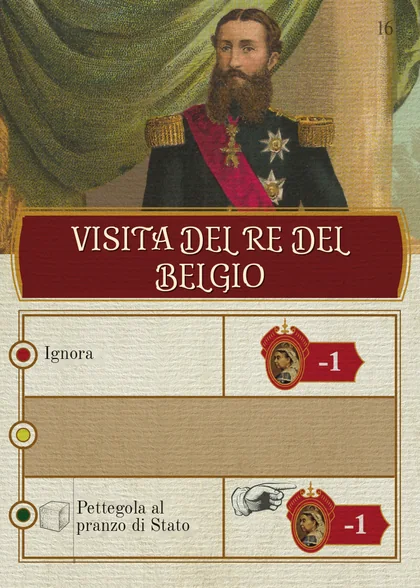 16
VISITA DEL RE DEL
BELGIO
Ignora
-1
Pettegola al
pranzo di Stato
-1